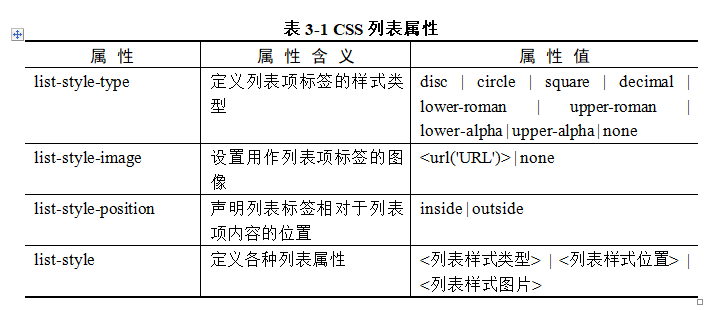 表 3-1 CSS 列表属性
属 性 属 性 含 义 属 性 值
list-style-type 定义列表项标签的样式类 disc | circle | square | decimal |
型 lower-roman | upper-roman |
lower-alpha|upper-alpha|none
list-style-image 设置用作列表项标签的图 <url('URL')>|none
像
list-style-position 声明列表标签相对于列表 inside|outside
项内容的位置
list-style 定义各种列表属性 <列表样式类型> | <列表样式位置> |
<列表样式图片>